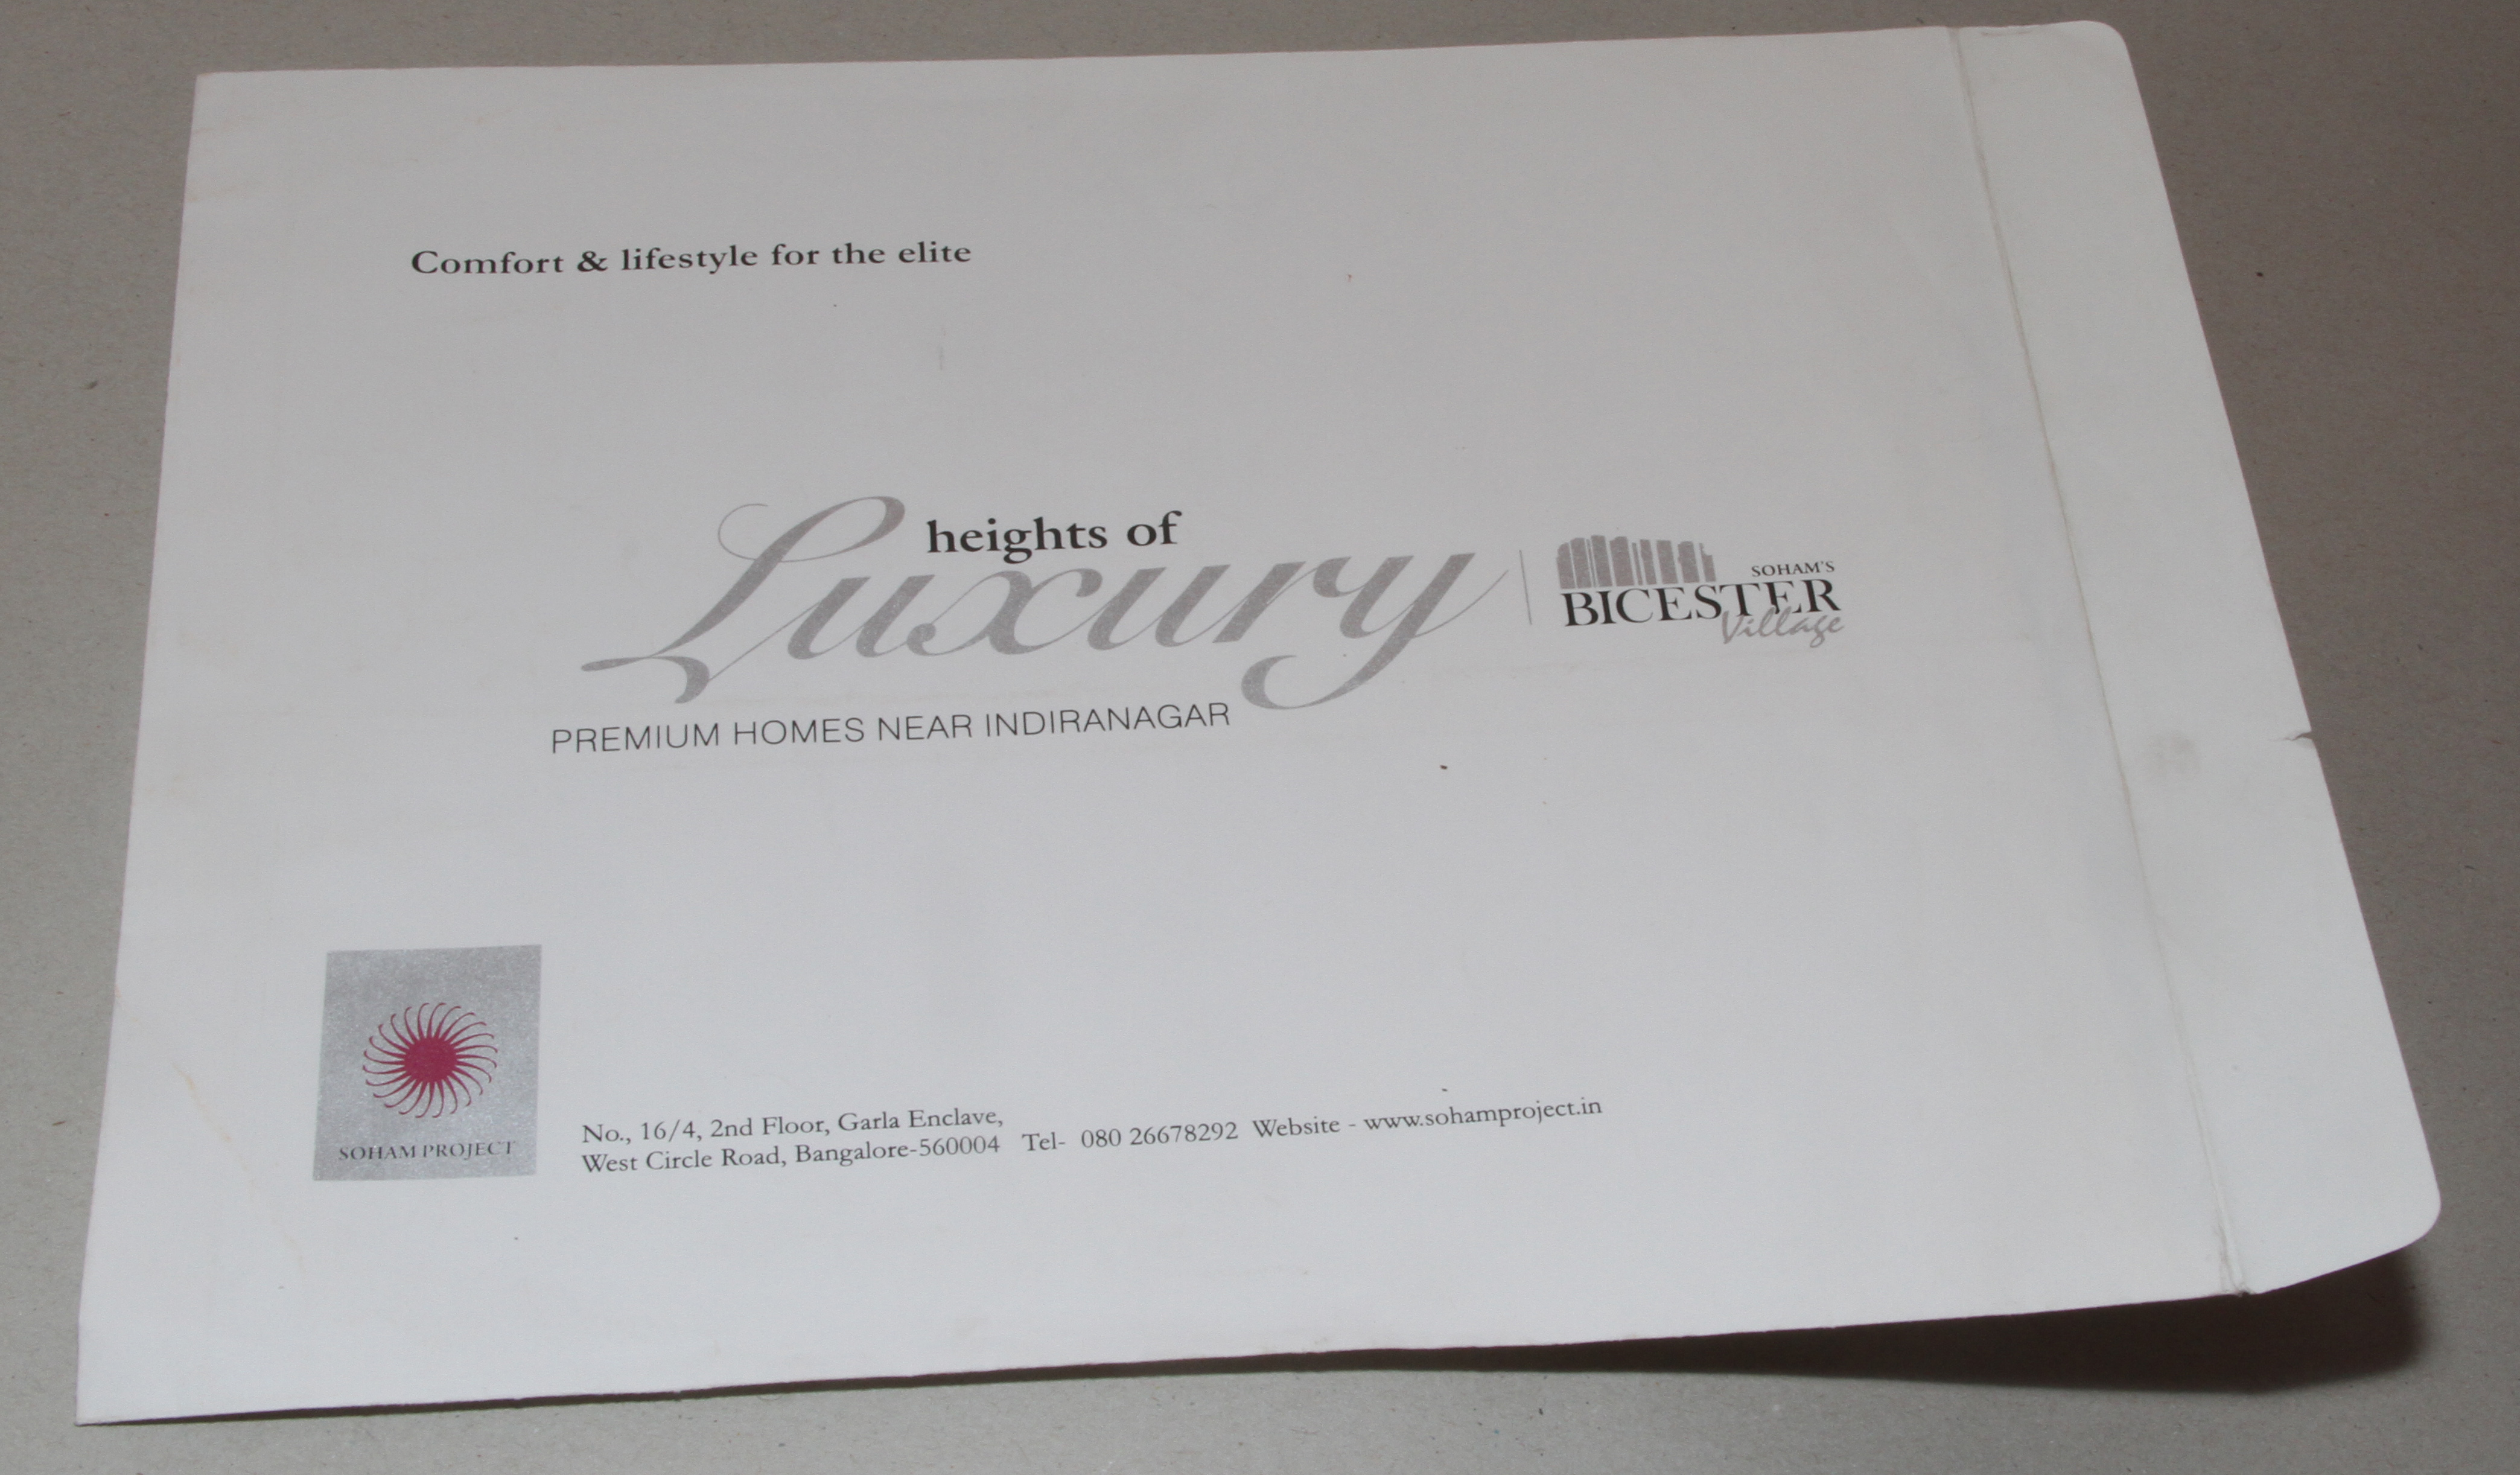 Comfort & lifestyle for the elite
heights of
Luxury
PREMIUM HOMES NEAR INDIRANAGAR
SOHAM'S
BICESTER
Village
SOHAM PROJECT
No., 16/4, 2nd Floor, Garla Enclave,
West Circle Road, Bangalore-560004 Tel- 080 26678292 Website - www.sohamproject.in